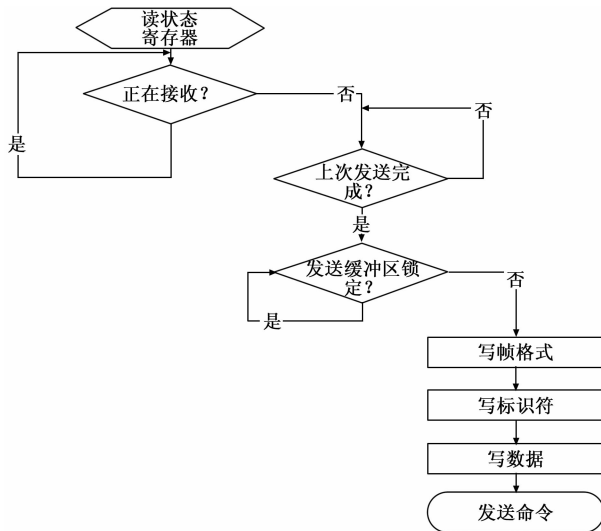 读状态
寄存器
正在接收?
否
是
否
上次发送完
成?
是
发送缓冲区锁
定?
是
否
写帧格式
写标识符
写数据
发送命令